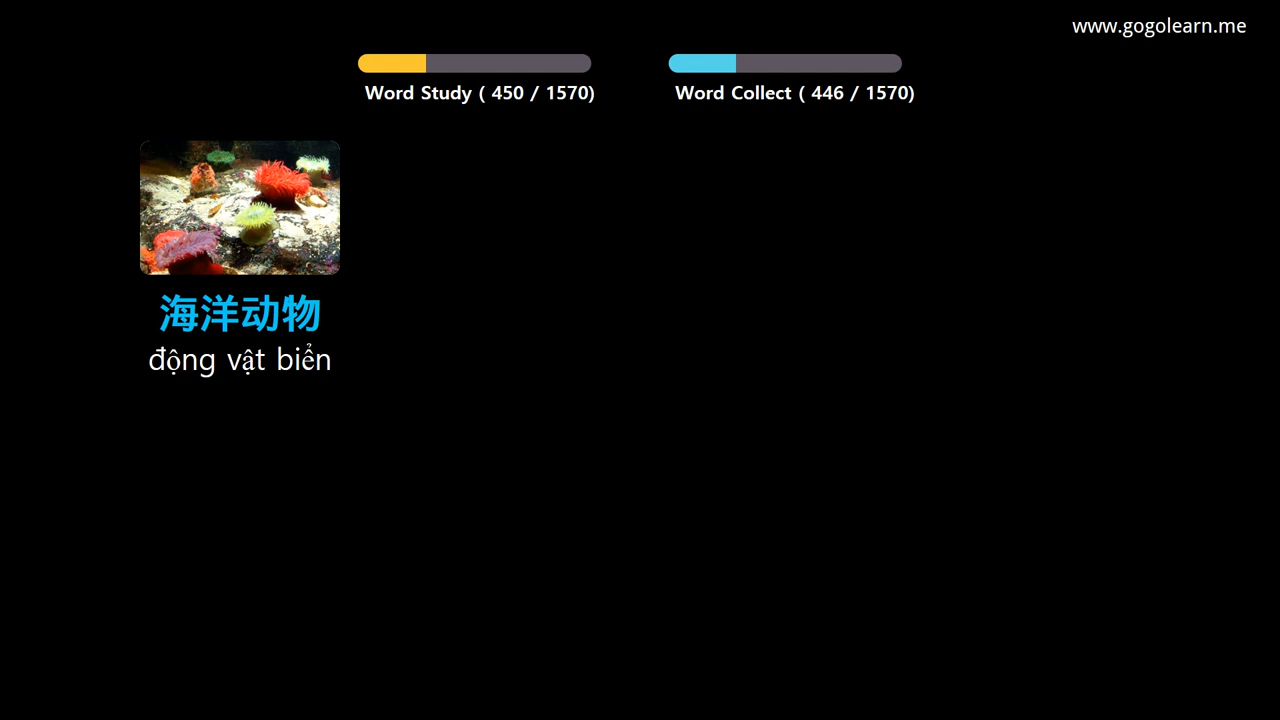 www.gogolearn.me
Word Study ( 450 / 1570)
Word Collect ( 446 / 1570)
海洋动物
động vật biển